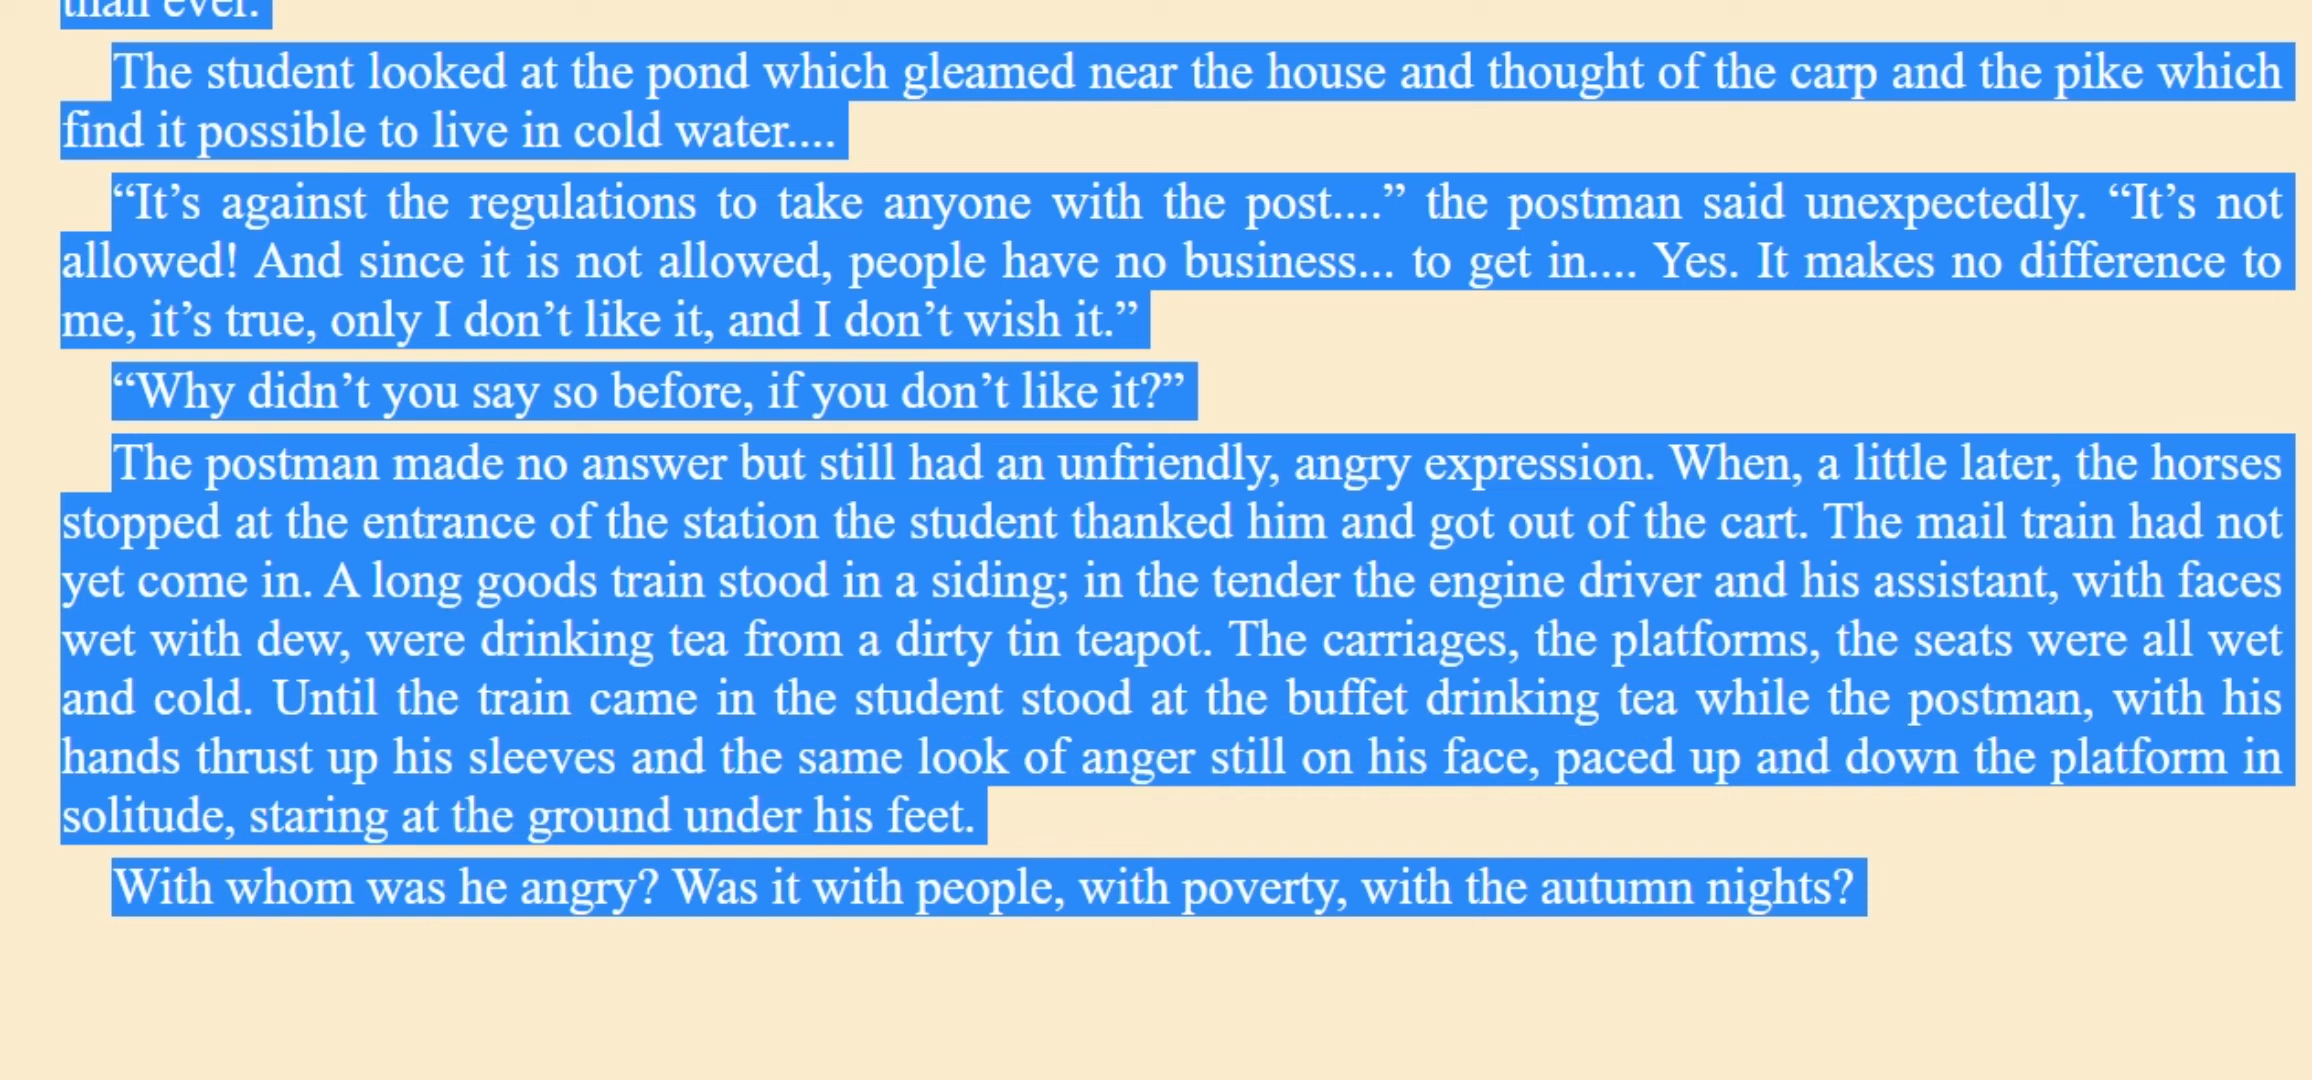 than ever.
The student looked at the pond which gleamed near the house and thought of the carp and the pike which
find it possible to live in cold water....
“It’s against the regulations to take anyone with the post....” the postman said unexpectedly. “It’s not
allowed! And since it is not allowed, people have no business... to get in.... Yes. It makes no difference to
me, it’s true, only I don’t like it, and I don’t wish it.”
“Why didn’t you say so before, if you don’t like it?”
The postman made no answer but still had an unfriendly, angry expression. When, a little later, the horses
stopped at the entrance of the station the student thanked him and got out of the cart. The mail train had not
yet come in. A long goods train stood in a siding; in the tender the engine driver and his assistant, with faces
wet with dew, were drinking tea from a dirty tin teapot. The carriages, the platforms, the seats were all wet
and cold. Until the train came in the student stood at the buffet drinking tea while the postman, with his
hands thrust up his sleeves and the same look of anger still on his face, paced up and down the platform in
solitude, staring at the ground under his feet.
With whom was he angry? Was it with people, with poverty, with the autumn nights?